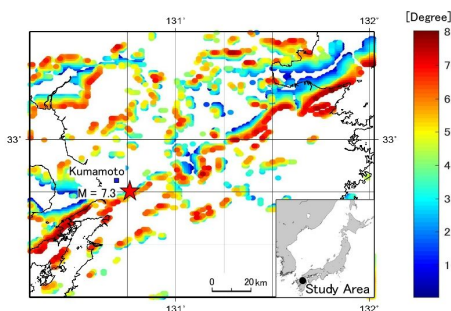 131° 132°
[Degree]
8
7
6
5
4
3
2
1
33° 33°
Kumamoto
M = 7.3
0 20 km
Study Area
131° 132°